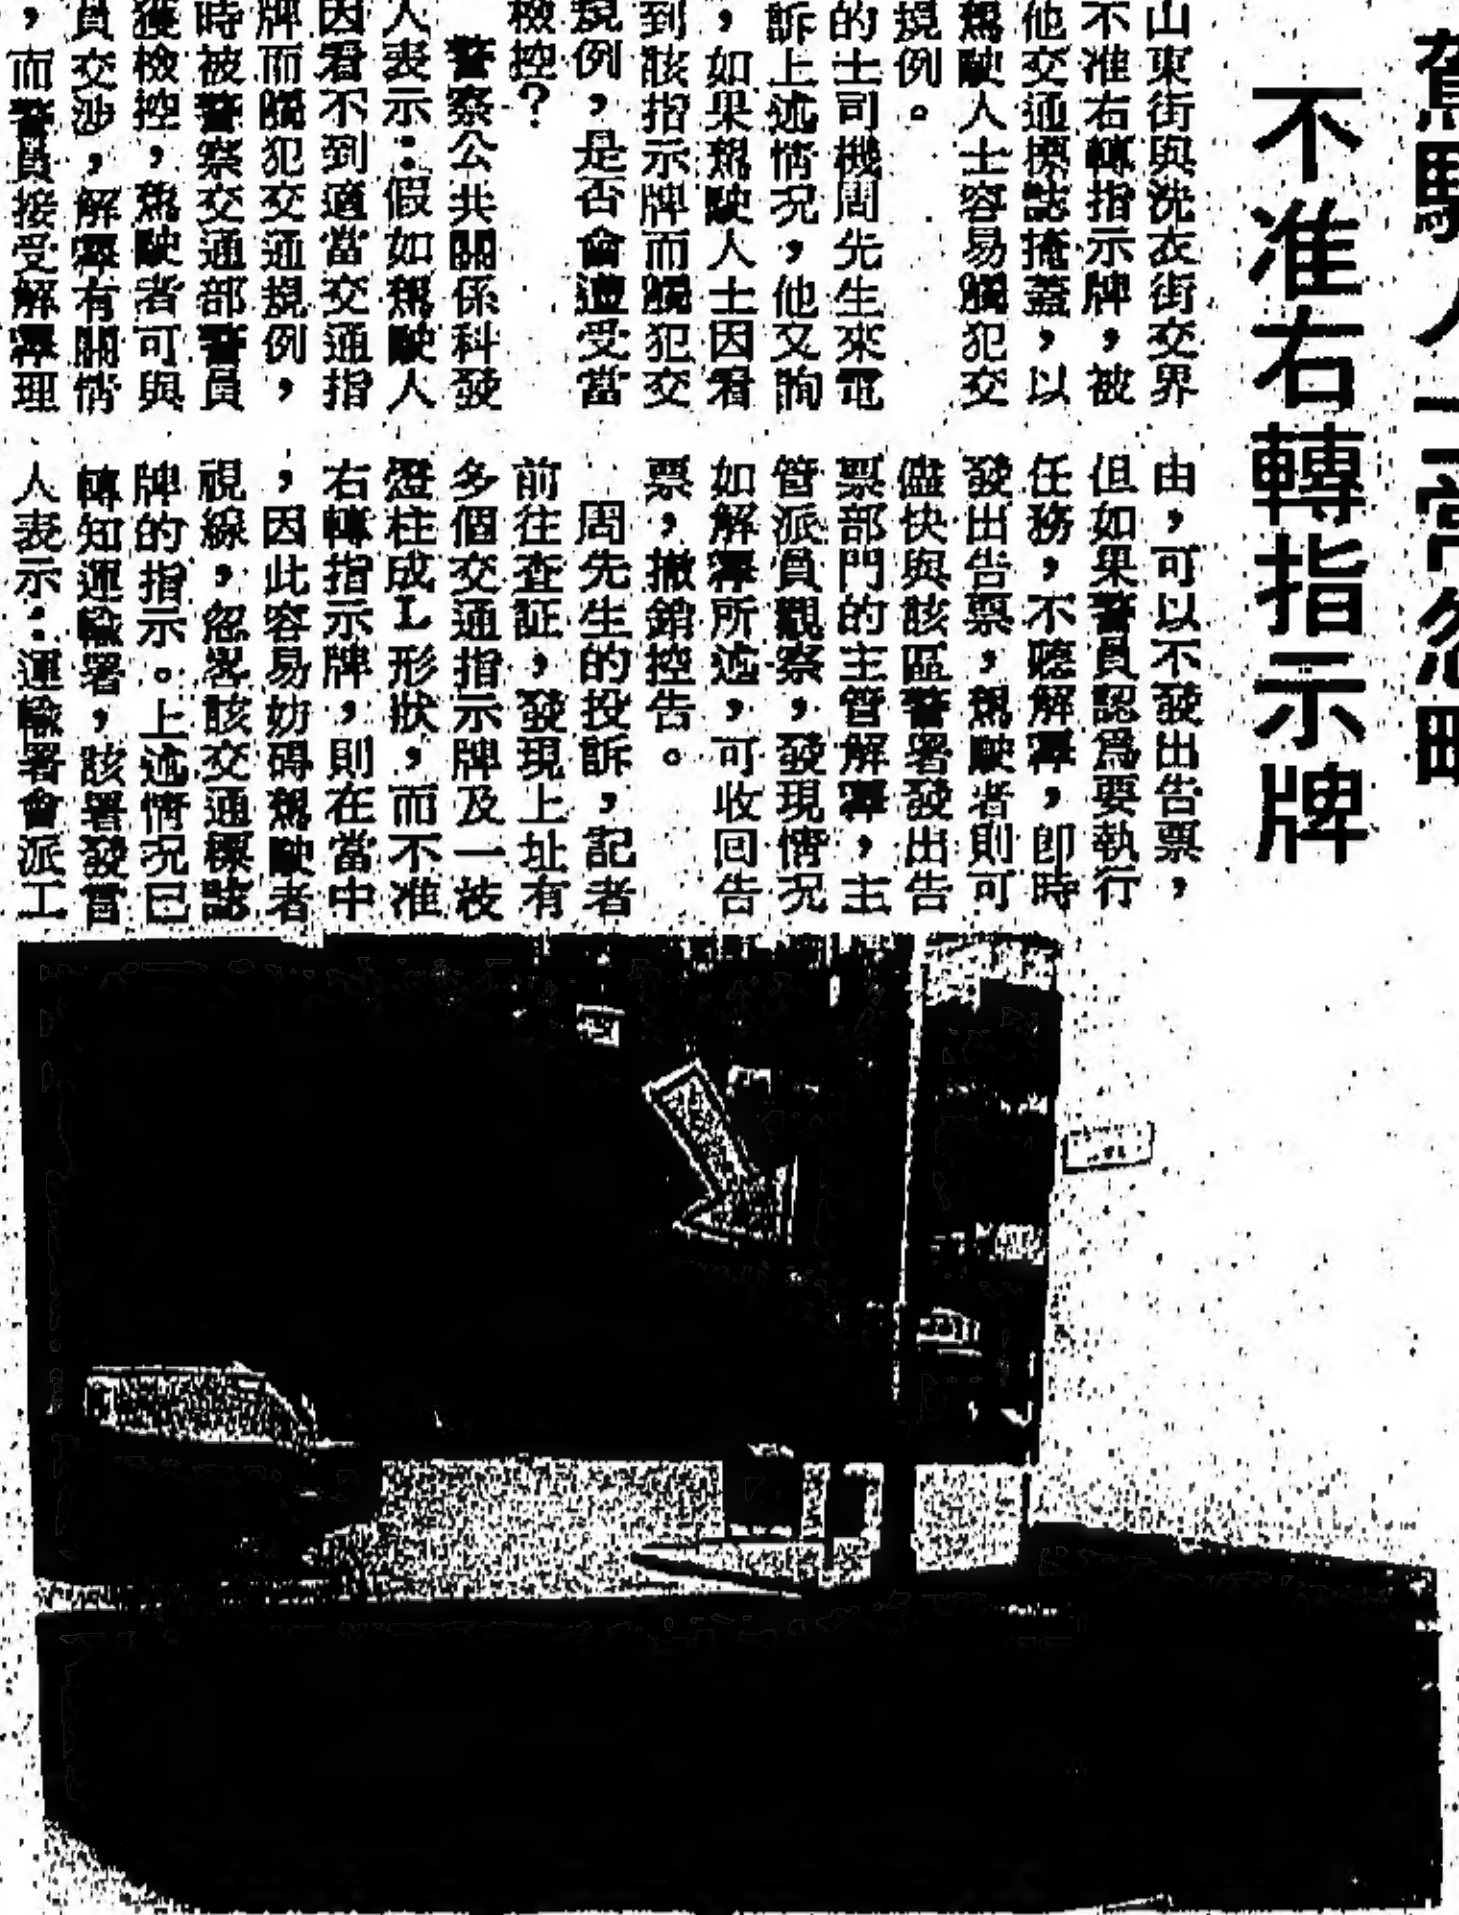 駕駛人士常忽略
不准右轉指示牌
山東街與洗衣街交界
不准右轉指示牌，被
他交通標誌掩蓋，以
駕駛人士容易觸犯交
規例。
的士司機周先生來電
訴上述情況，他又詢
，如果駕駛人士因看
到該指示牌而觸犯交
規例，是否會遭受當
檢控？
警察公共關係科發
人表示：假如駕駛人
因看不到適當交通指
牌而觸犯交通規例，
時被警察交通部警員
獲檢控，駕駛者可與
員交涉，解釋有關情
，而警員接受解釋理
由，可以不發出告票，
但如果警員認為要執行
任務，不聽解釋，即時
發出告票，駕駛者則可
儘快與該區警署發出告
票部門的主管解釋，主
管派員觀察，發現情況
如解釋所述，可收回告
票，撤銷控告。
周先生的投訴，記者
前往查証，發現上址有
多個交通指示牌及一枝
燈柱成L形狀，而不准
右轉指示牌，則在當中
，因此容易妨碍駕駛者
視線，忽畧該交通標誌
牌的指示。上述情況已
轉知運輸署，該署發言
人表示：運輸署會派工